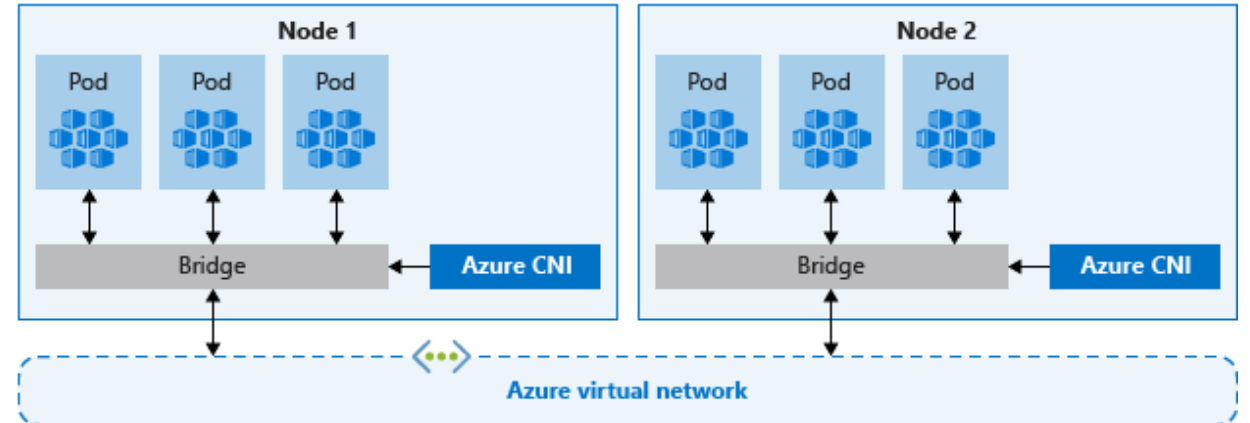 Node 1
Pod Pod Pod
Bridge
Azure CNI
Node 2
Pod Pod Pod
Bridge
Azure CNI
Azure virtual network